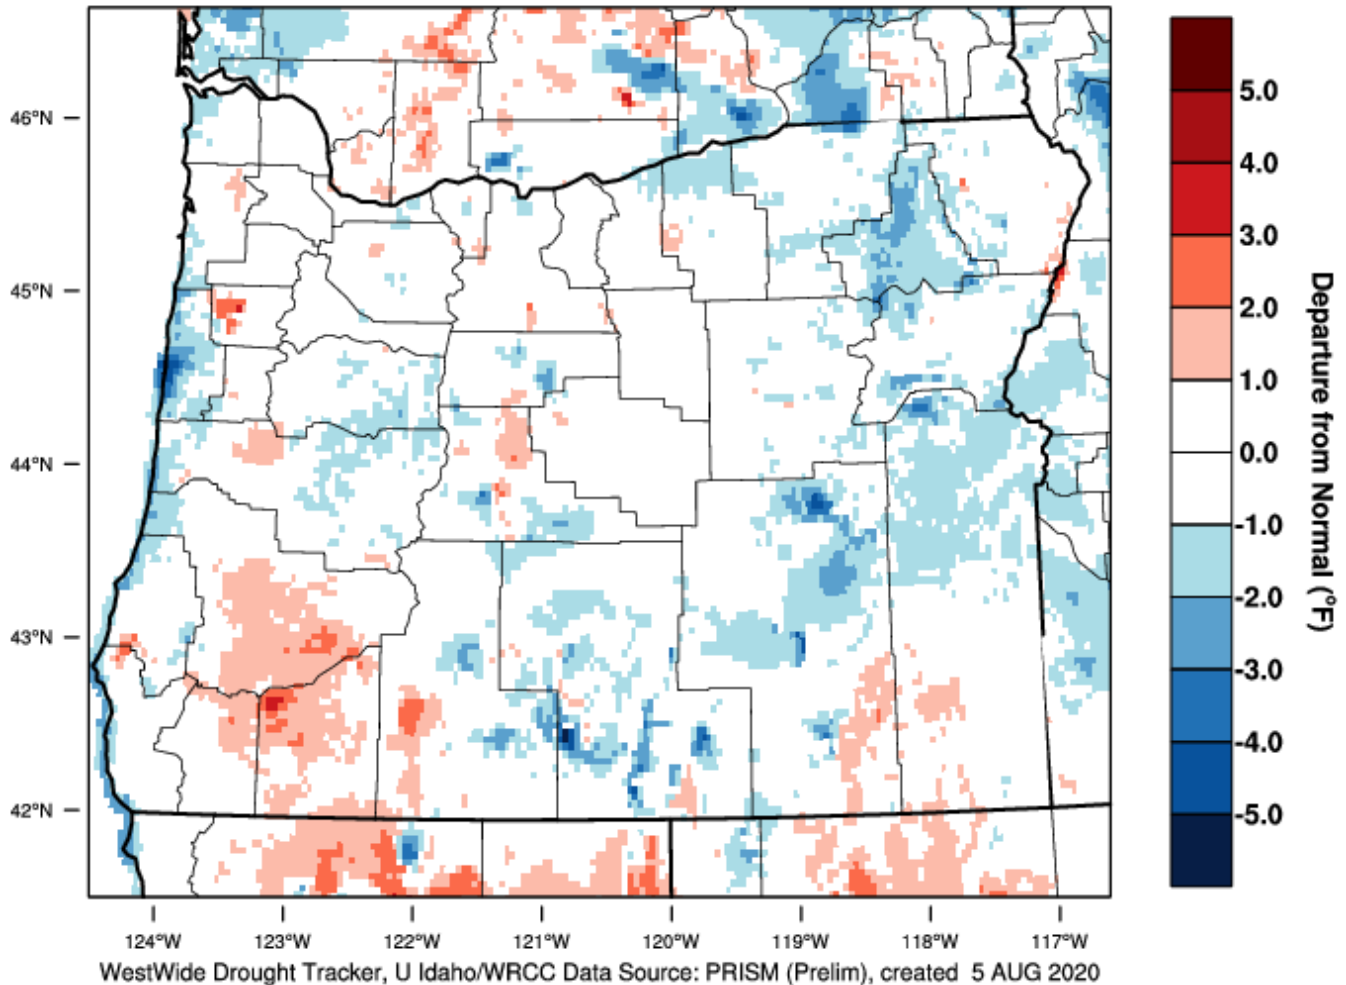 46°N
45°N
44°N
43°N
42°N
124°W 123°W 122°W 121°W 120°W 119°W 118°W 117°W
5.0
4.0
3.0
2.0
1.0
0.0
-1.0
-2.0
-3.0
-4.0
-5.0
Departure from Normal (°F)
WestWide Drought Tracker, U Idaho/WRCC Data Source: PRISM (Prelim), created 5 AUG 2020